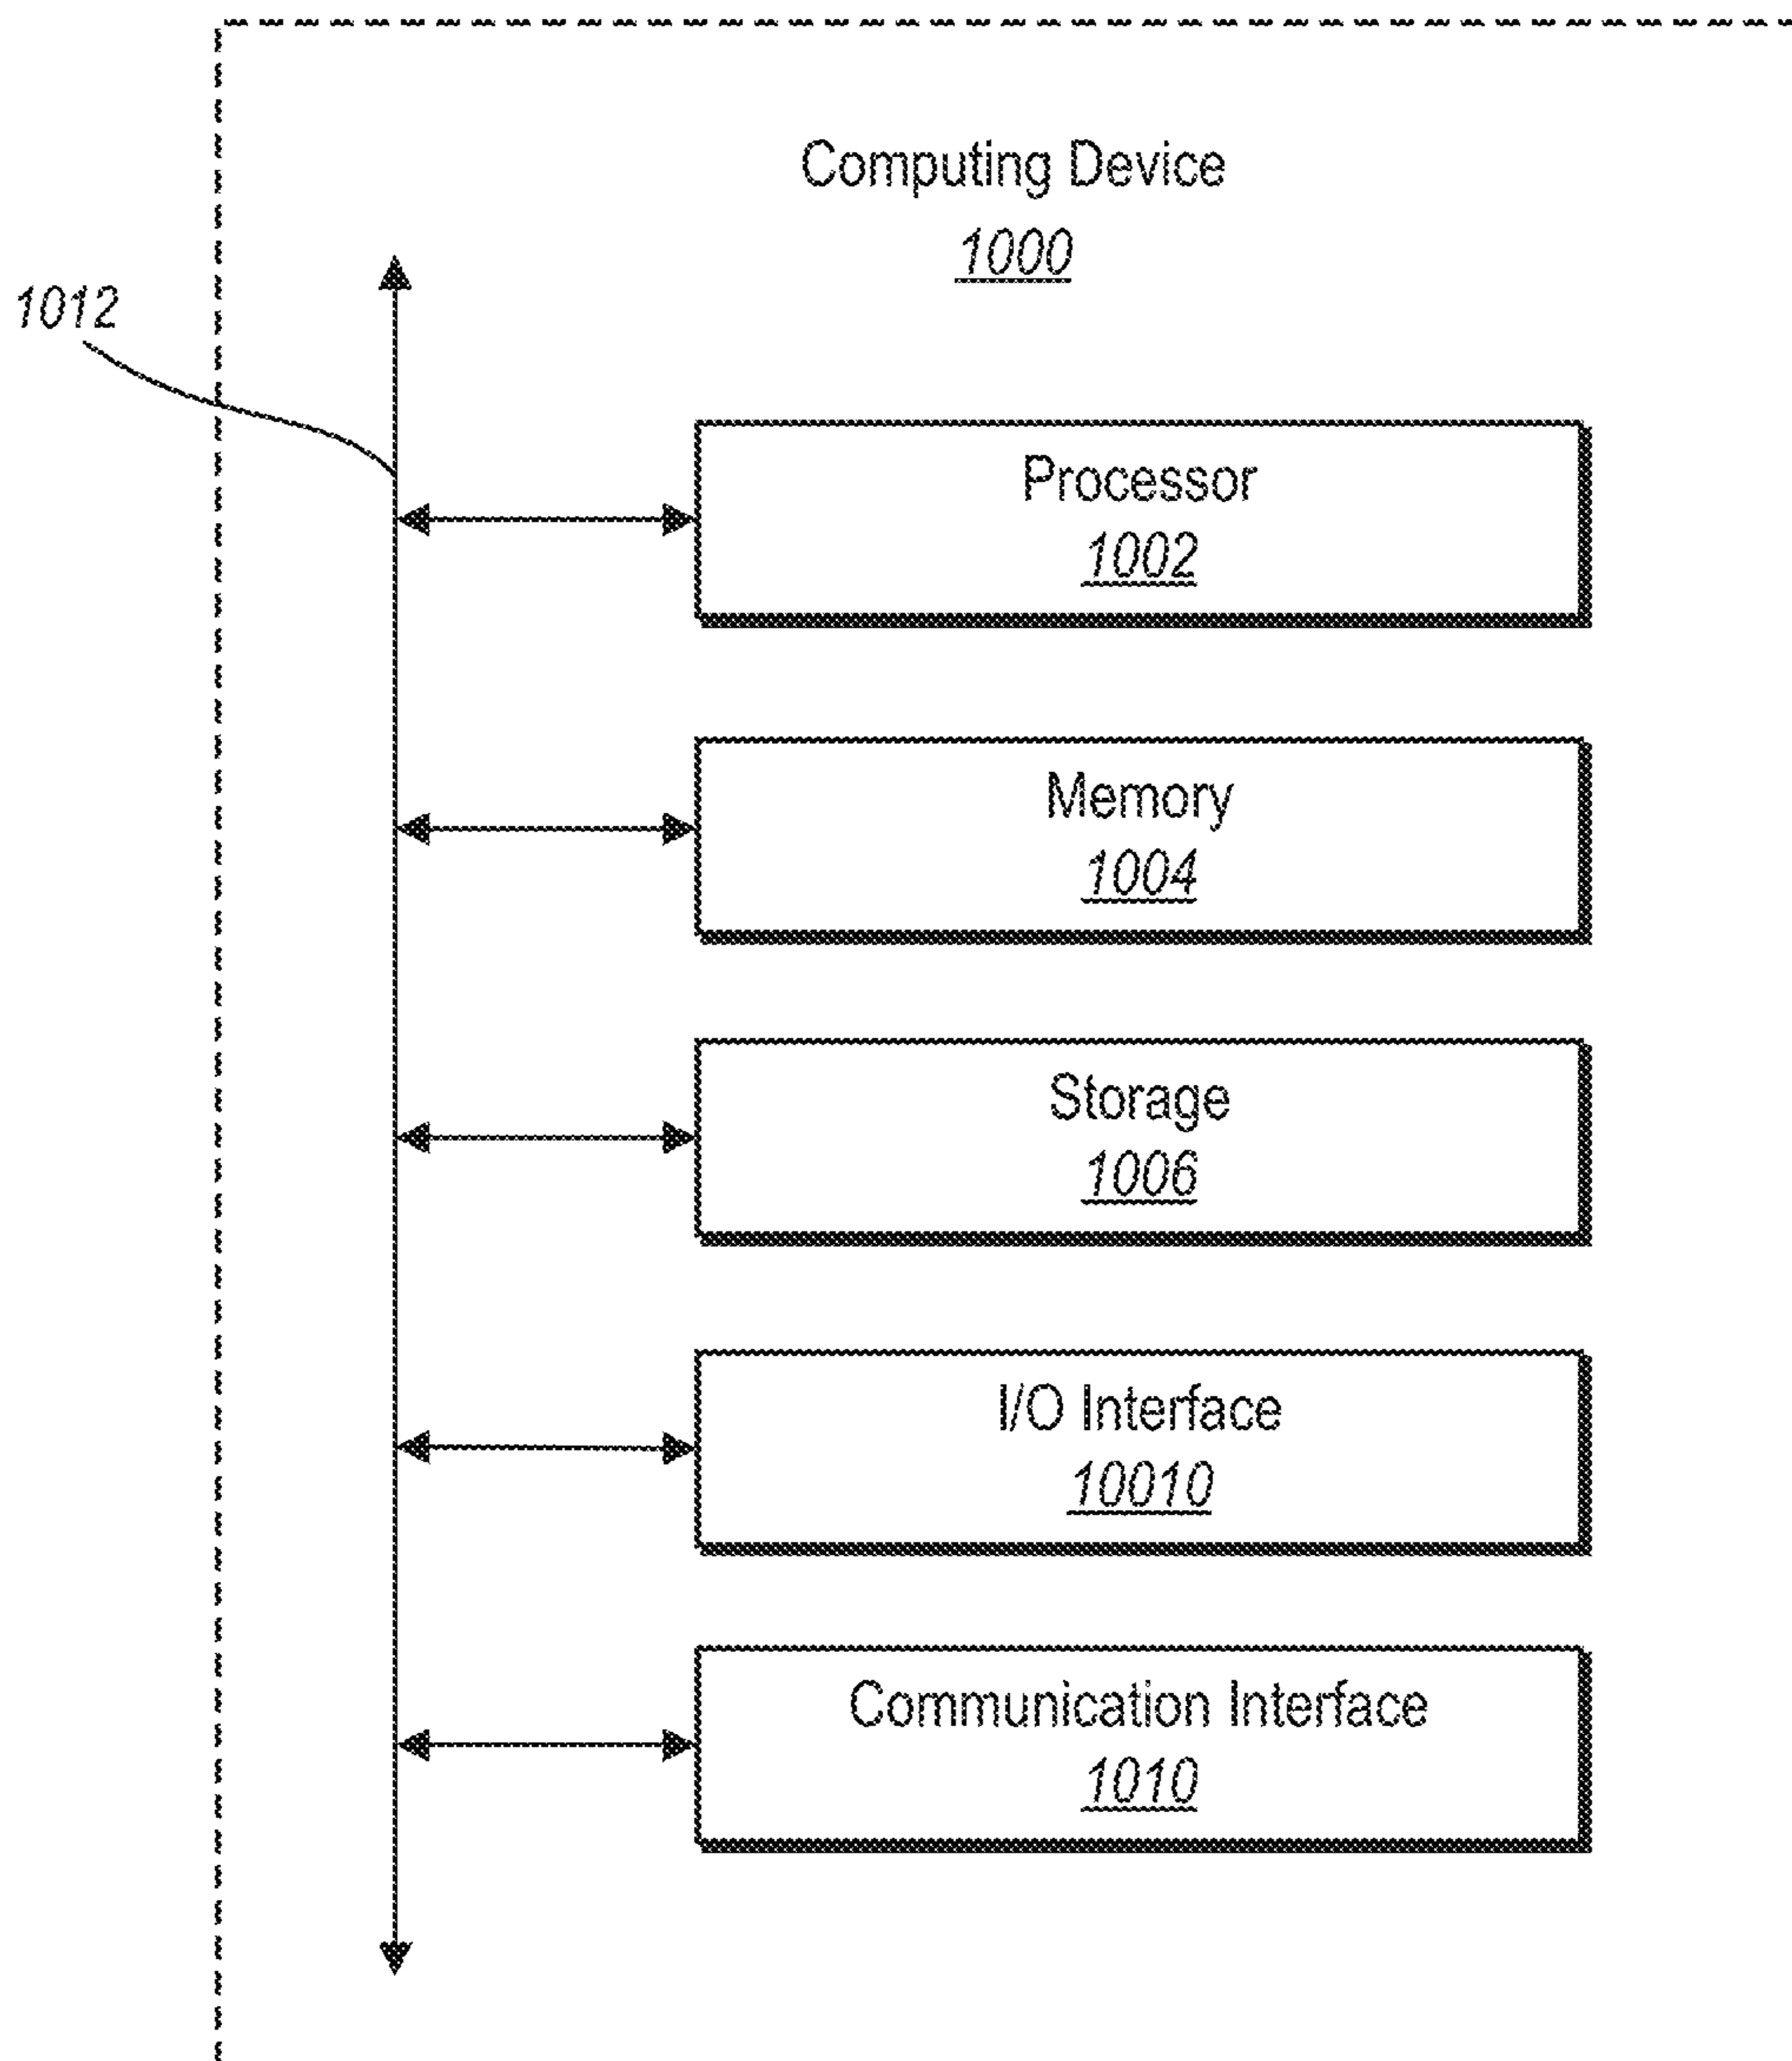 Computing Device
1000
1012
Processor
1002
Memory
1004
Storage
1006
I/O Interface
10010
Communication Interface
1010